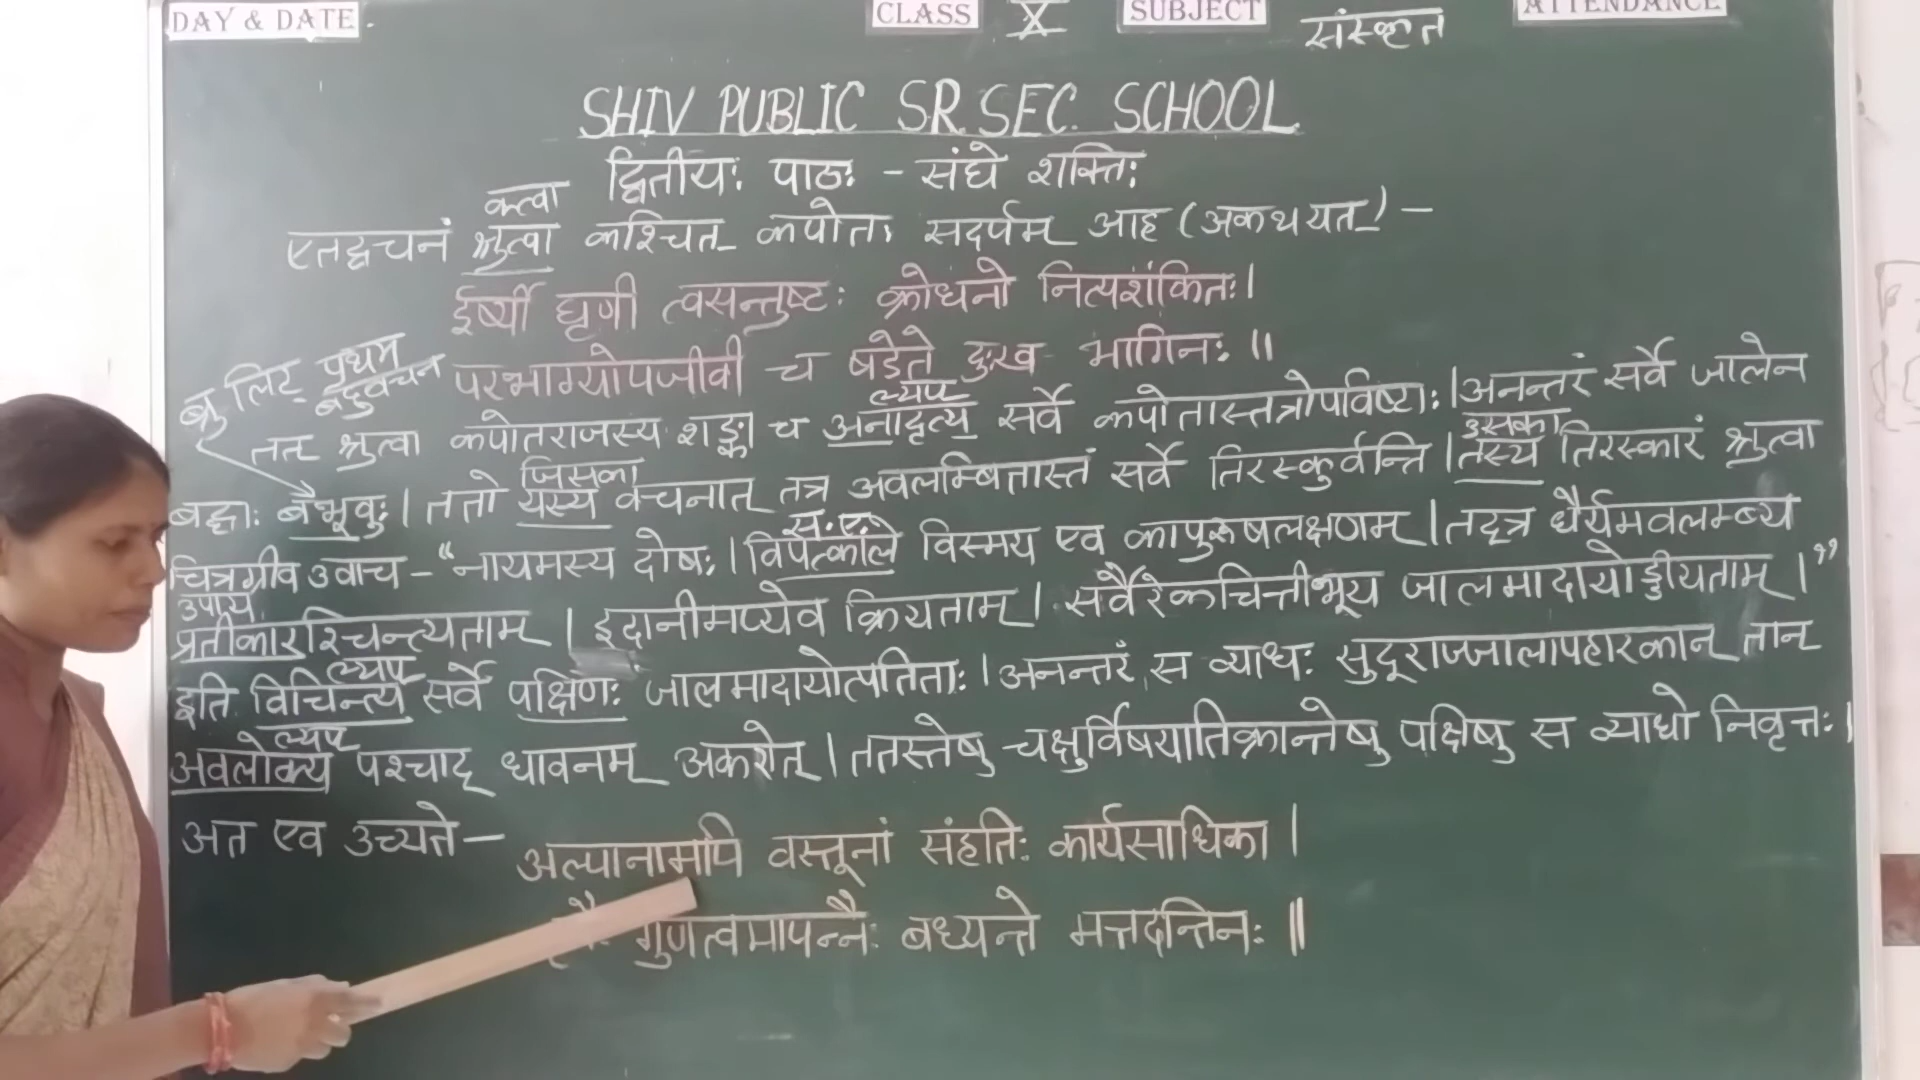 DAY & DATE
CLASS X SUBJECT संस्कृत ATTENDANCE
SHIV PUBLIC SR. SEC. SCHOOL
द्वितीयः पाठः - संघे शक्तिः
क्त्वा
एतद्वचनं श्रुत्वा कश्चित् कपोतः सदर्पम् आह (अकथयत्) -
ईर्ष्यी घृणी त्वसन्तुष्टः क्रोधनो नित्यशंकितः।
परभाग्योपजीवी च षडेते दुःख भागिनः ॥
लिट् प्रथम
बहुवचन
ल्यप्
तत् श्रुत्वा कपोतराजस्य शङ्का च अनादृत्य सर्वे कपोतास्तत्रोपविष्टाः। अनन्तरं सर्वे जालेन
जिसका उसका
बद्धाः बभूवुः। ततो यस्य वचनात् तत्र अवलम्बितास्तं सर्वे तिरस्कुर्वन्ति। तस्य तिरस्कारं श्रुत्वा
स.ए.
चित्रग्रीव उवाच - "नायमस्य दोषः। विपत्काले विस्मय एव कापुरुषलक्षणम्। तदत्र धैर्यमवलम्ब्य
उपाय
प्रतीकारश्चिन्त्यताम्। इदानीमप्येव क्रियताम्। सर्वैरेकचित्तीभूय जालमादायोड्डीयताम्।"
ल्यप्
इति विचिन्त्य सर्वे पक्षिणः जालमादायोत्पतिताः। अनन्तरं स व्याधः सुदूराज्जालापहारकान् तान्
ल्यप्
अवलोक्य पश्चाद् धावनम् अकरोत्। ततस्तेषु चक्षुर्विषयातिक्रान्तेषु पक्षिषु स व्याधो निवृत्तः।
अत एव उच्यते -
अल्पानामपि वस्तूनां संहतिः कार्यसाधिका।
गुणत्वमापन्नैः बध्यन्ते मत्तदन्तिनः ॥